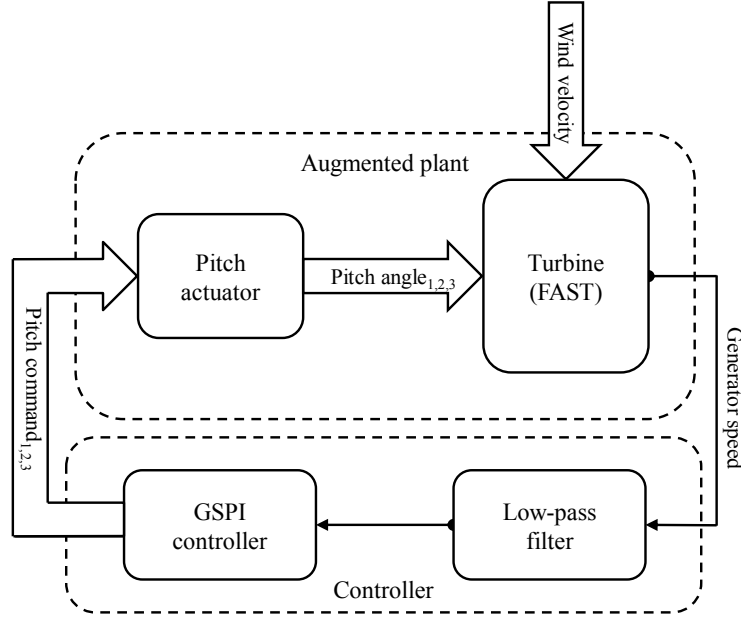 Wind velocity
Augmented plant
Pitch
actuator
Pitch angle1,2,3
Turbine
(FAST)
Pitch command1,2,3
Generator speed
GSPI
controller
Low-pass
filter
Controller